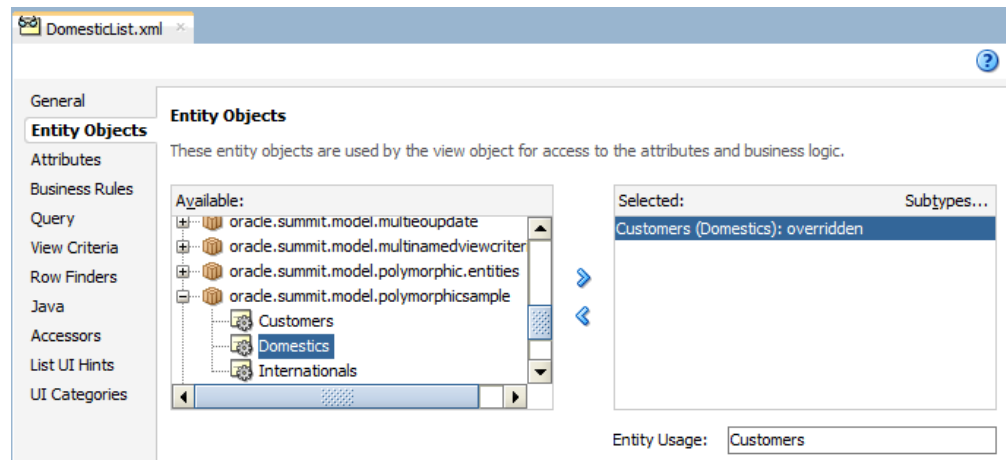 DomesticList.xml
General
Entity Objects
Attributes
Business Rules
Query
View Criteria
Row Finders
Java
Accessors
List UI Hints
UI Categories
Entity Objects
These entity objects are used by the view object for access to the attributes and business logic.
Available:
oracle.summit.model.multieoupdate
oracle.summit.model.multinamedviewcriter
oracle.summit.model.polymorphic.entities
oracle.summit.model.polymorphicsample
Customers
Domestics
Internationals
Selected: Subtypes...
Customers (Domestics): overridden
Entity Usage: Customers